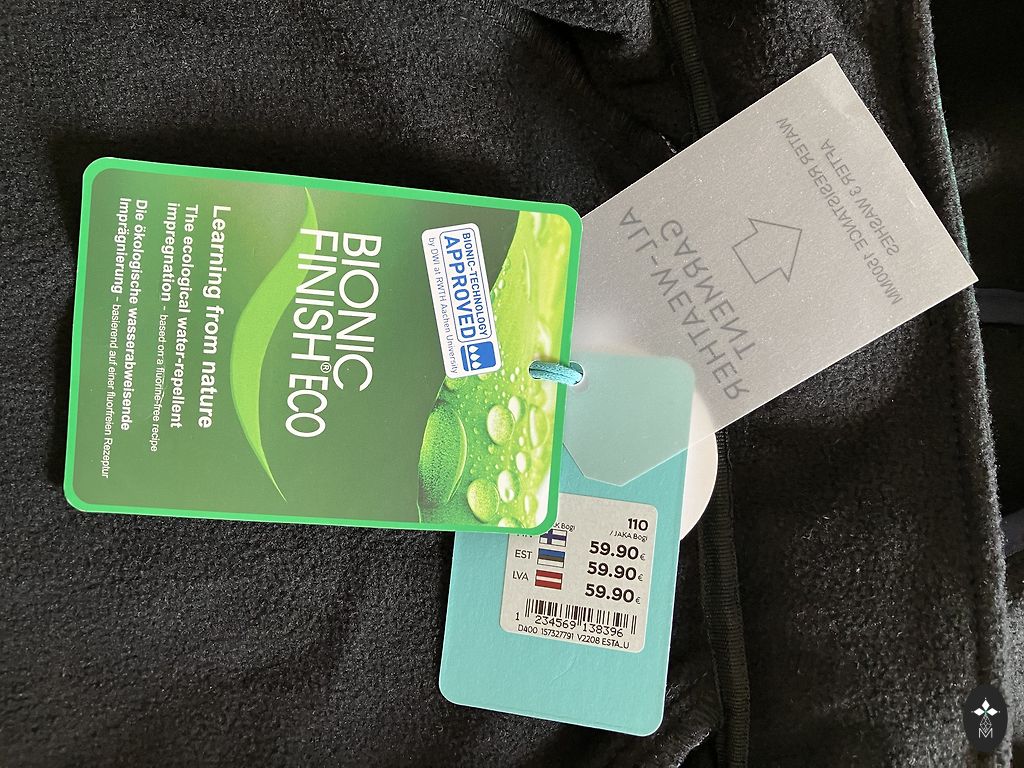 BIONIC
FINISH®ECO
Learning from nature
The ecological water-repellent
impregnation – based on a fluorine-free recipe
Die ökologische wasserabweisende
Imprägnierung – basierend auf einer fluorfreien Rezeptur
BIONIC-TECHNOLOGY
APPROVED
by DWI at RWTH Aachen University
ALL-WEATHER
GARMENT
WATER RESISTANCE 1500MM
AFTER 3 WASHES
110
/JAKA Bogi
59.90€
EST 59.90€
LVA 59.90€
1 234569 138396
D400 157327791 V2208 ESTA_U
M